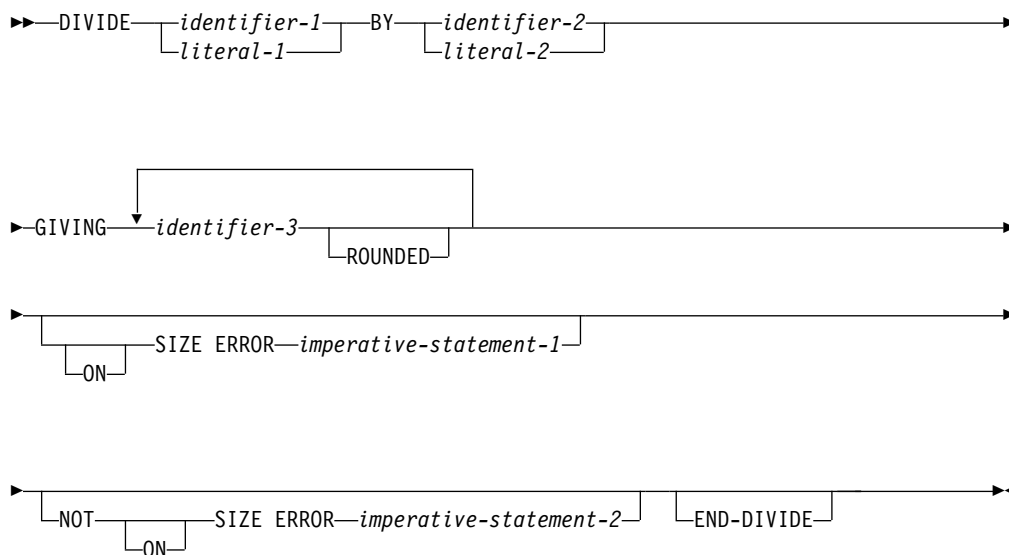 DIVIDE identifier-1 BY identifier-2
literal-1 literal-2
GIVING identifier-3
ROUNDED
SIZE ERROR imperative-statement-1
ON
NOT SIZE ERROR imperative-statement-2 END-DIVIDE
ON